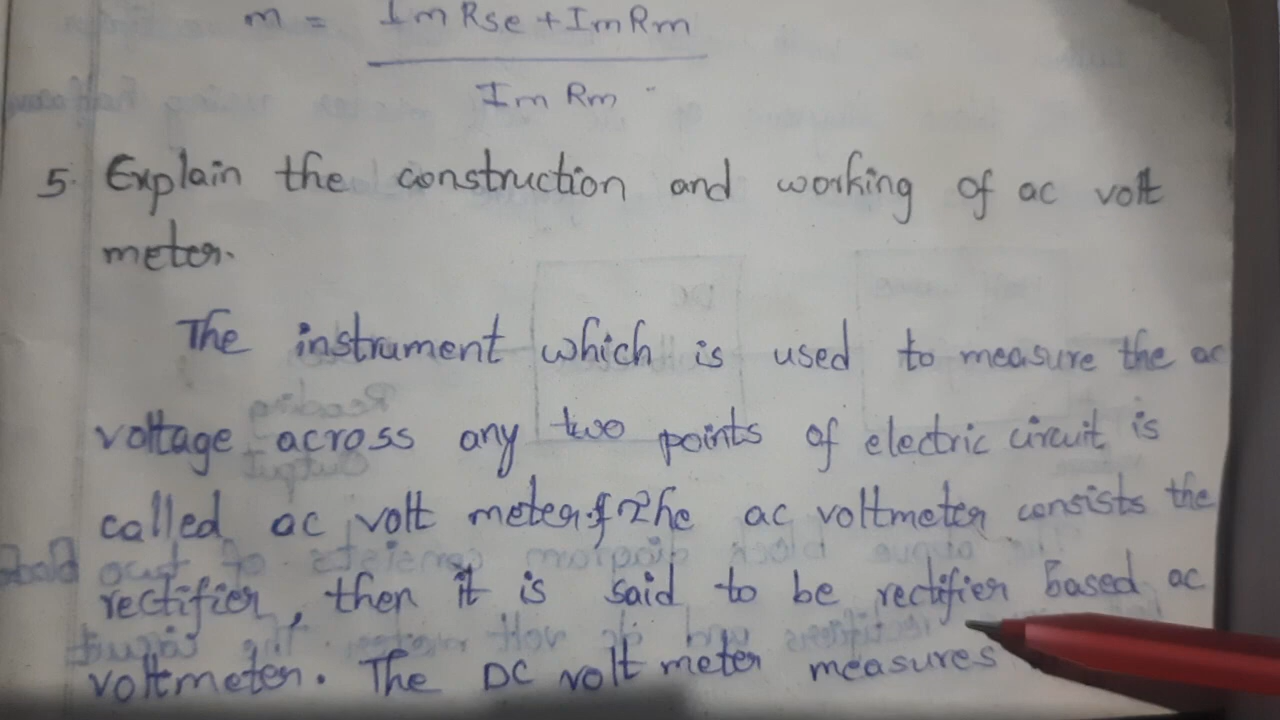 m = ImRse + ImRm
Im Rm
5. Explain the construction and working of ac volt
meter.
The instrument which is used to measure the ac
voltage across any two points of electric circuit is
called ac volt meter. If The ac voltmeter consists the
rectifier, then it is said to be rectifier based ac
voltmeter. The DC volt meter measures